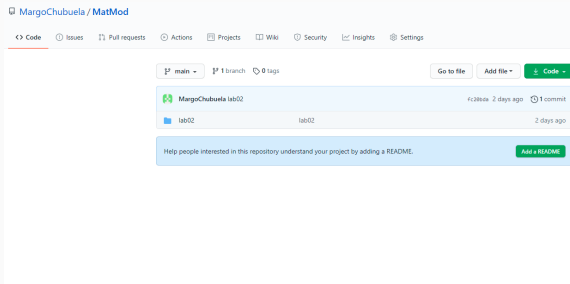 MargoChubuela / MatMod
<> Code Issues Pull requests Actions Projects Wiki Security Insights Settings
main 1 branch 0 tags Go to file Add file Code
MargoChubuela lab02 2 days ago 1 commit
lab02 lab02 2 days ago
Help people interested in this repository understand your project by adding a README. Add a README